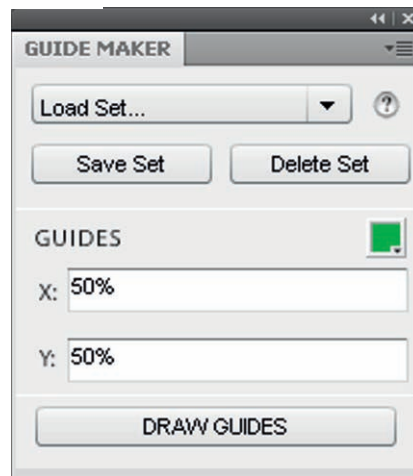 GUIDE MAKER
Load Set...
?
Save Set Delete Set
GUIDES
X: 50%
Y: 50%
DRAW GUIDES